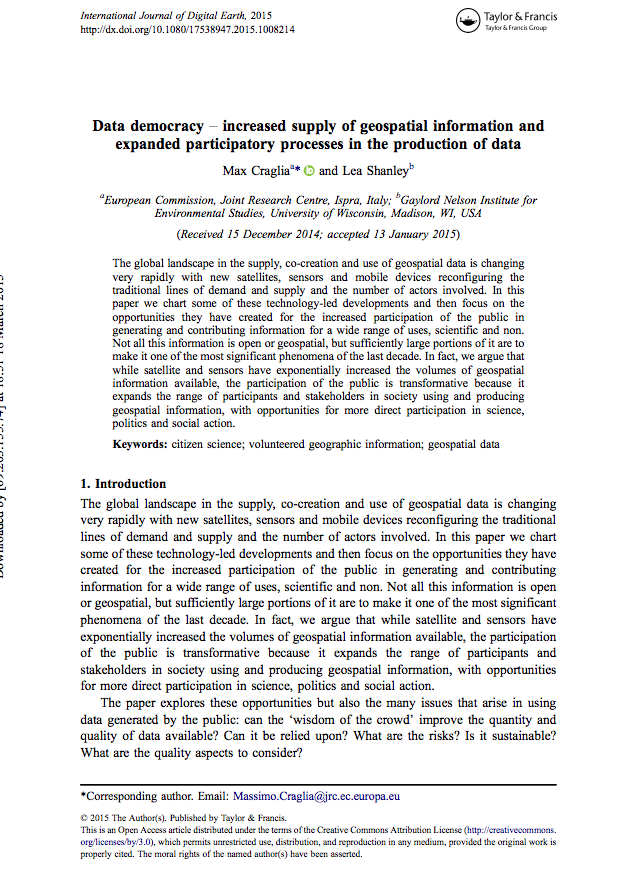 International Journal of Digital Earth, 2015
http://dx.doi.org/10.1080/17538947.2015.1008214
Taylor & Francis
Taylor & Francis Group
Data democracy – increased supply of geospatial information and
expanded participatory processes in the production of data
Max Craglia^a* iD and Lea Shanley^b
^aEuropean Commission, Joint Research Centre, Ispra, Italy; ^bGaylord Nelson Institute for
Environmental Studies, University of Wisconsin, Madison, WI, USA
(Received 15 December 2014; accepted 13 January 2015)
The global landscape in the supply, co-creation and use of geospatial data is changing
very rapidly with new satellites, sensors and mobile devices reconfiguring the
traditional lines of demand and supply and the number of actors involved. In this
paper we chart some of these technology-led developments and then focus on the
opportunities they have created for the increased participation of the public in
generating and contributing information for a wide range of uses, scientific and non.
Not all this information is open or geospatial, but sufficiently large portions of it are to
make it one of the most significant phenomena of the last decade. In fact, we argue that
while satellite and sensors have exponentially increased the volumes of geospatial
information available, the participation of the public is transformative because it
expands the range of participants and stakeholders in society using and producing
geospatial information, with opportunities for more direct participation in science,
politics and social action.
Keywords: citizen science; volunteered geographic information; geospatial data
1. Introduction
The global landscape in the supply, co-creation and use of geospatial data is changing
very rapidly with new satellites, sensors and mobile devices reconfiguring the traditional
lines of demand and supply and the number of actors involved. In this paper we chart
some of these technology-led developments and then focus on the opportunities they have
created for the increased participation of the public in generating and contributing
information for a wide range of uses, scientific and non. Not all this information is open
or geospatial, but sufficiently large portions of it are to make it one of the most significant
phenomena of the last decade. In fact, we argue that while satellite and sensors have
exponentially increased the volumes of geospatial information available, the participation
of the public is transformative because it expands the range of participants and
stakeholders in society using and producing geospatial information, with opportunities
for more direct participation in science, politics and social action.
The paper explores these opportunities but also the many issues that arise in using
data generated by the public: can the ‘wisdom of the crowd’ improve the quantity and
quality of data available? Can it be relied upon? What are the risks? Is it sustainable?
What are the quality aspects to consider?
*Corresponding author. Email: Massimo.Craglia@jrc.ec.europa.eu
© 2015 The Author(s). Published by Taylor & Francis.
This is an Open Access article distributed under the terms of the Creative Commons Attribution License (http://creativecommons.
org/licenses/by/3.0), which permits unrestricted use, distribution, and reproduction in any medium, provided the original work is
properly cited. The moral rights of the named author(s) have been asserted.